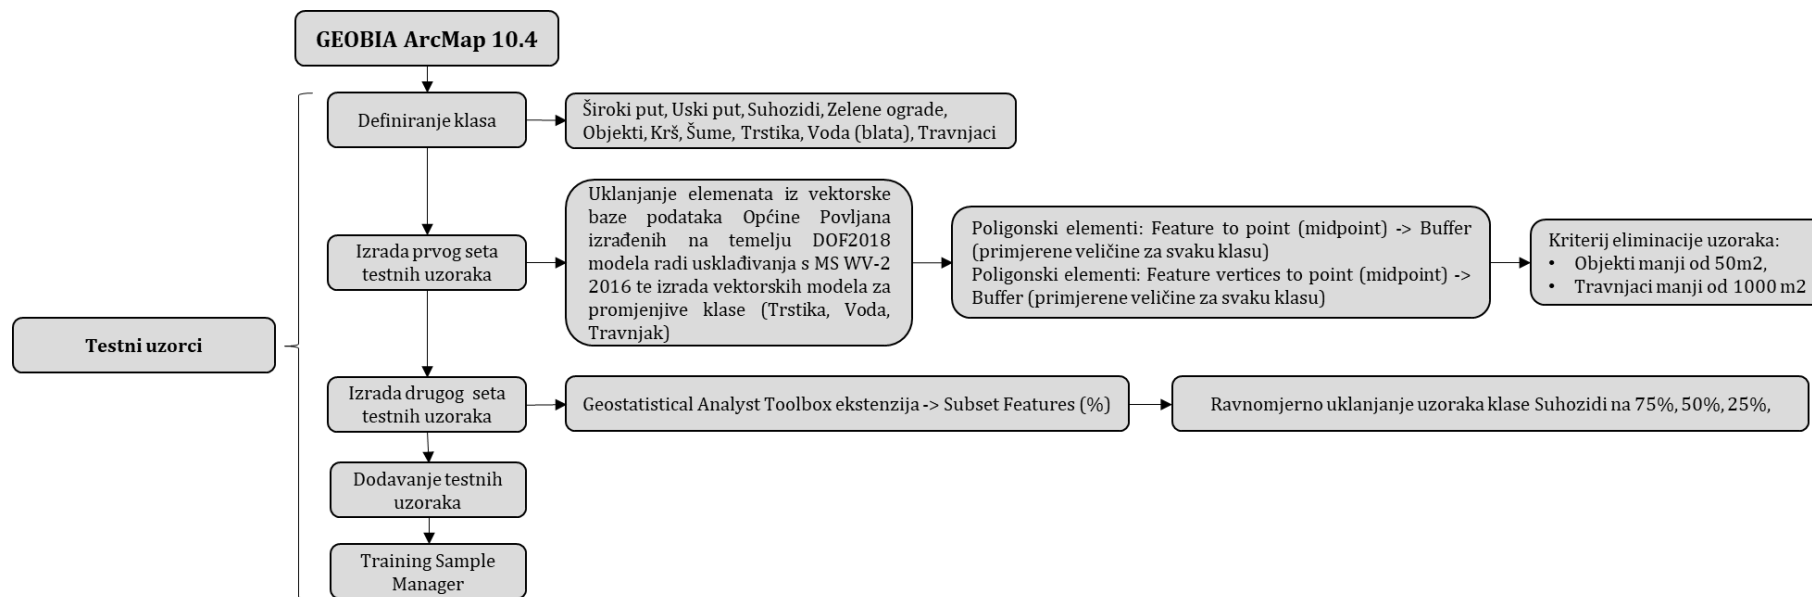 GEOBIA ArcMap 10.4
Definiranje klasa
Široki put, Uski put, Suhozidi, Zelene ograde,
Objekti, Krš, Šume, Trstika, Voda (blata), Travnjaci
Izrada prvog seta
testnih uzoraka
Uklanjanje elemenata iz vektorske
baze podataka Općine Povljana
izrađenih na temelju DOF2018
modela radi usklađivanja s MS WV-2
2016 te izrada vektorskih modela za
promjenjive klase (Trstika, Voda,
Travnjak)
Poligonski elementi: Feature to point (midpoint) -> Buffer
(primjerene veličine za svaku klasu)
Poligonski elementi: Feature vertices to point (midpoint) ->
Buffer (primjerene veličine za svaku klasu)
Kriterij eliminacije uzoraka:
• Objekti manji od 50m2,
• Travnjaci manji od 1000 m2
Testni uzorci
Izrada drugog seta
testnih uzoraka
Geostatistical Analyst Toolbox ekstenzija -> Subset Features (%)
Ravnomjerno uklanjanje uzoraka klase Suhozidi na 75%, 50%, 25%,
Dodavanje testnih
uzoraka
Training Sample
Manager